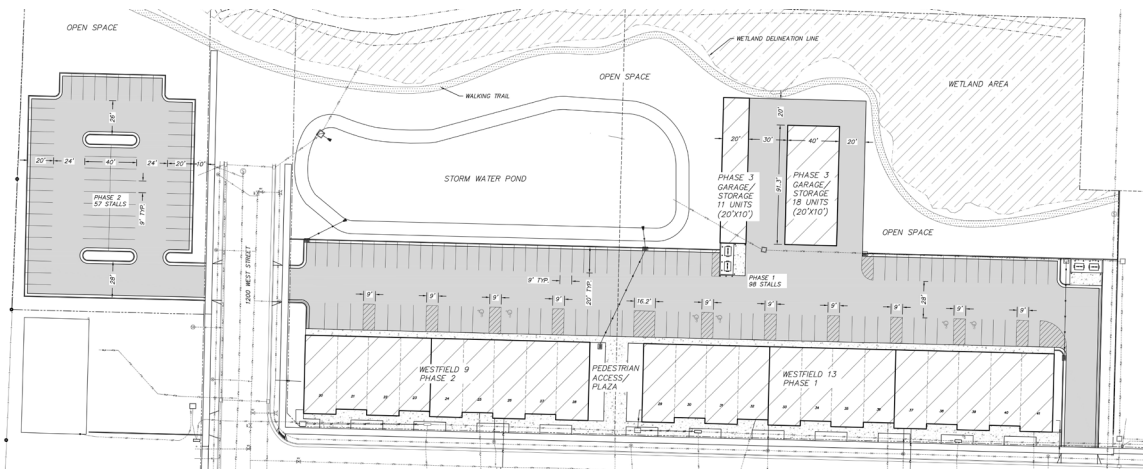 OPEN SPACE
WETLAND DELINEATION LINE
OPEN SPACE
WETLAND AREA
WALKING TRAIL
26'
20'
24'
40'
24'
20'
10'
PHASE 2
57 STALLS
9' TYP.
28'
STORM WATER POND
20'
20'
30'
40'
20'
91.3'
PHASE 3
GARAGE/
STORAGE
11 UNITS
(20'X10')
PHASE 3
GARAGE/
STORAGE
18 UNITS
(20'X10')
OPEN SPACE
1200 WEST STREET
9' TYP.
20' TYP.
PHASE 1
98 STALLS
28'
9'
9'
9'
9'
16.2'
9'
9'
9'
9'
9'
9'
WESTFIELD 9
PHASE 2
PEDESTRIAN
ACCESS/
PLAZA
WESTFIELD 13
PHASE 1